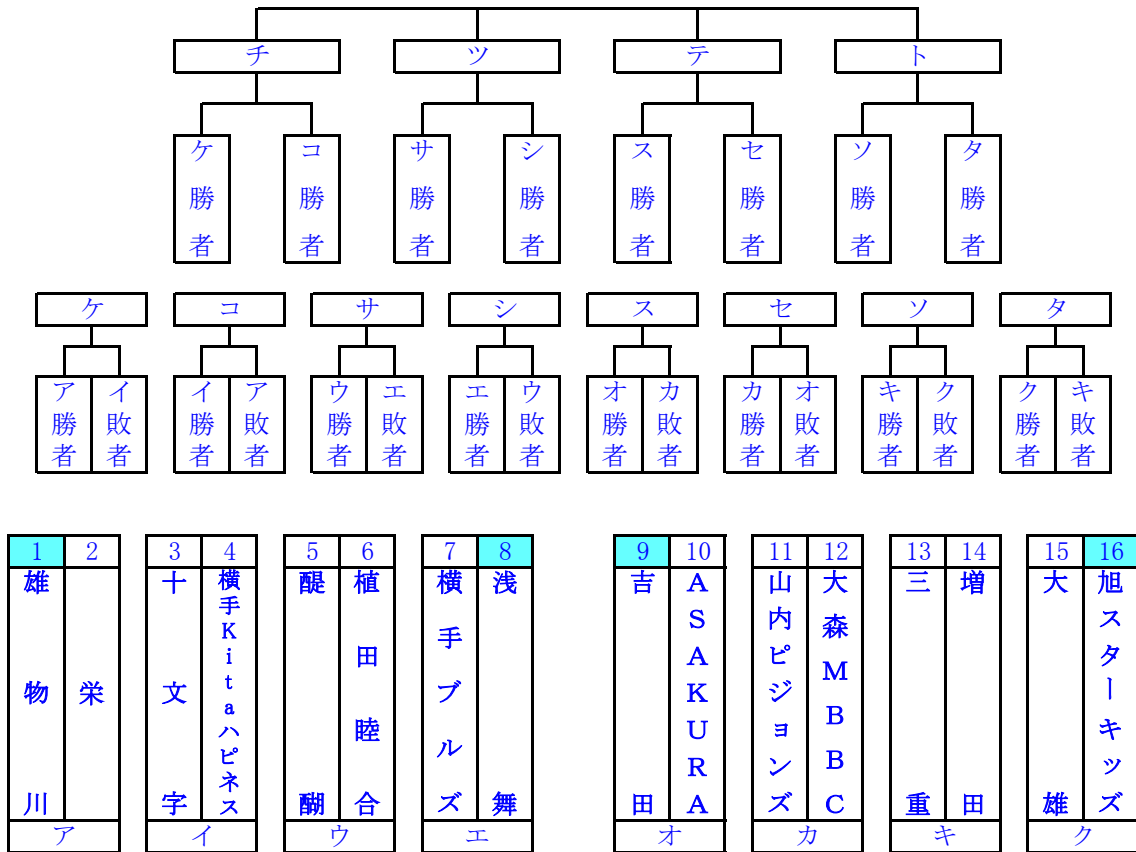 チ ツ テ ト
ケ勝者 コ勝者 サ勝者 シ勝者 ス勝者 セ勝者 ソ勝者 タ勝者
ケ コ サ シ ス セ ソ タ
ア勝者 イ敗者 イ勝者 ア敗者 ウ勝者 エ敗者 エ勝者 ウ敗者 オ勝者 カ敗者 カ勝者 オ敗者 キ勝者 ク敗者 ク勝者 キ敗者
1 2 3 4 5 6 7 8 9 10 11 12 13 14 15 16
雄物川 栄 十文字 横手Kitaハピネス 醍醐 植田睦合 横手ブルズ 浅舞 吉田 ASAKURA 山内ピジョンズ 大森MBBC 三重 増田 大雄 旭スターキッズ
ア イ ウ エ オ カ キ ク